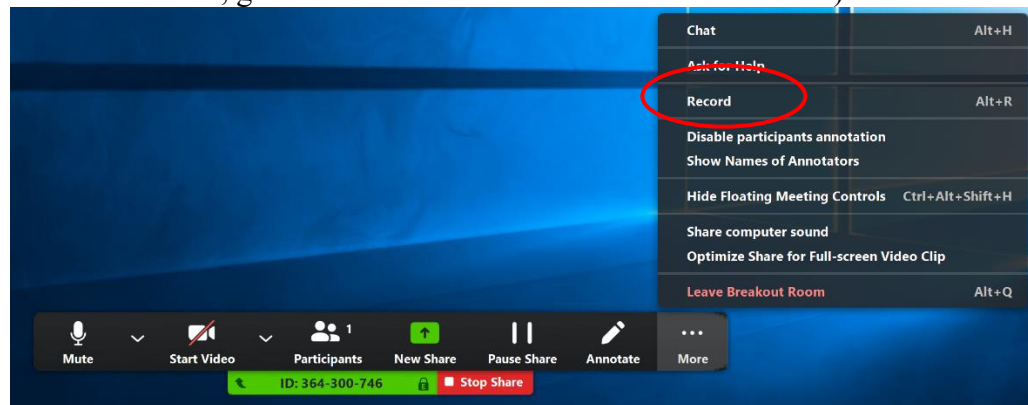 Chat Alt+H
Ask for Help
Record Alt+R
Disable participants annotation
Show Names of Annotators
Hide Floating Meeting Controls Ctrl+Alt+Shift+H
Share computer sound
Optimize Share for Full-screen Video Clip
Leave Breakout Room Alt+Q
1
Mute Start Video Participants New Share Pause Share Annotate More
ID: 364-300-746 Stop Share